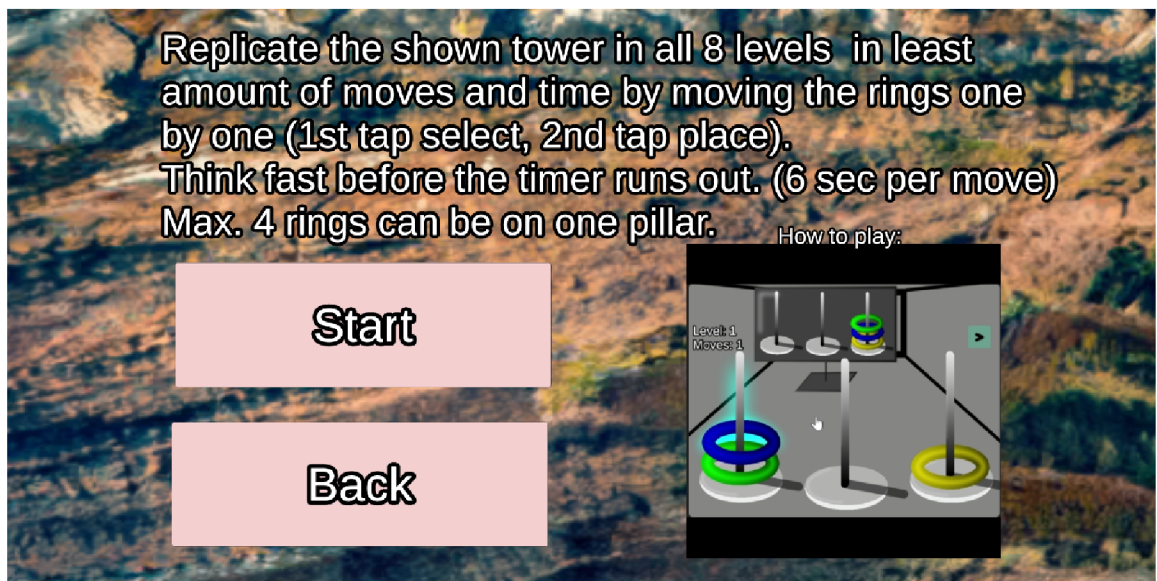 Replicate the shown tower in all 8 levels in least
amount of moves and time by moving the rings one
by one (1st tap select, 2nd tap place).
Think fast before the timer runs out. (6 sec per move)
Max. 4 rings can be on one pillar.
How to play:
Start
Level: 1
Moves: 1
>
Back